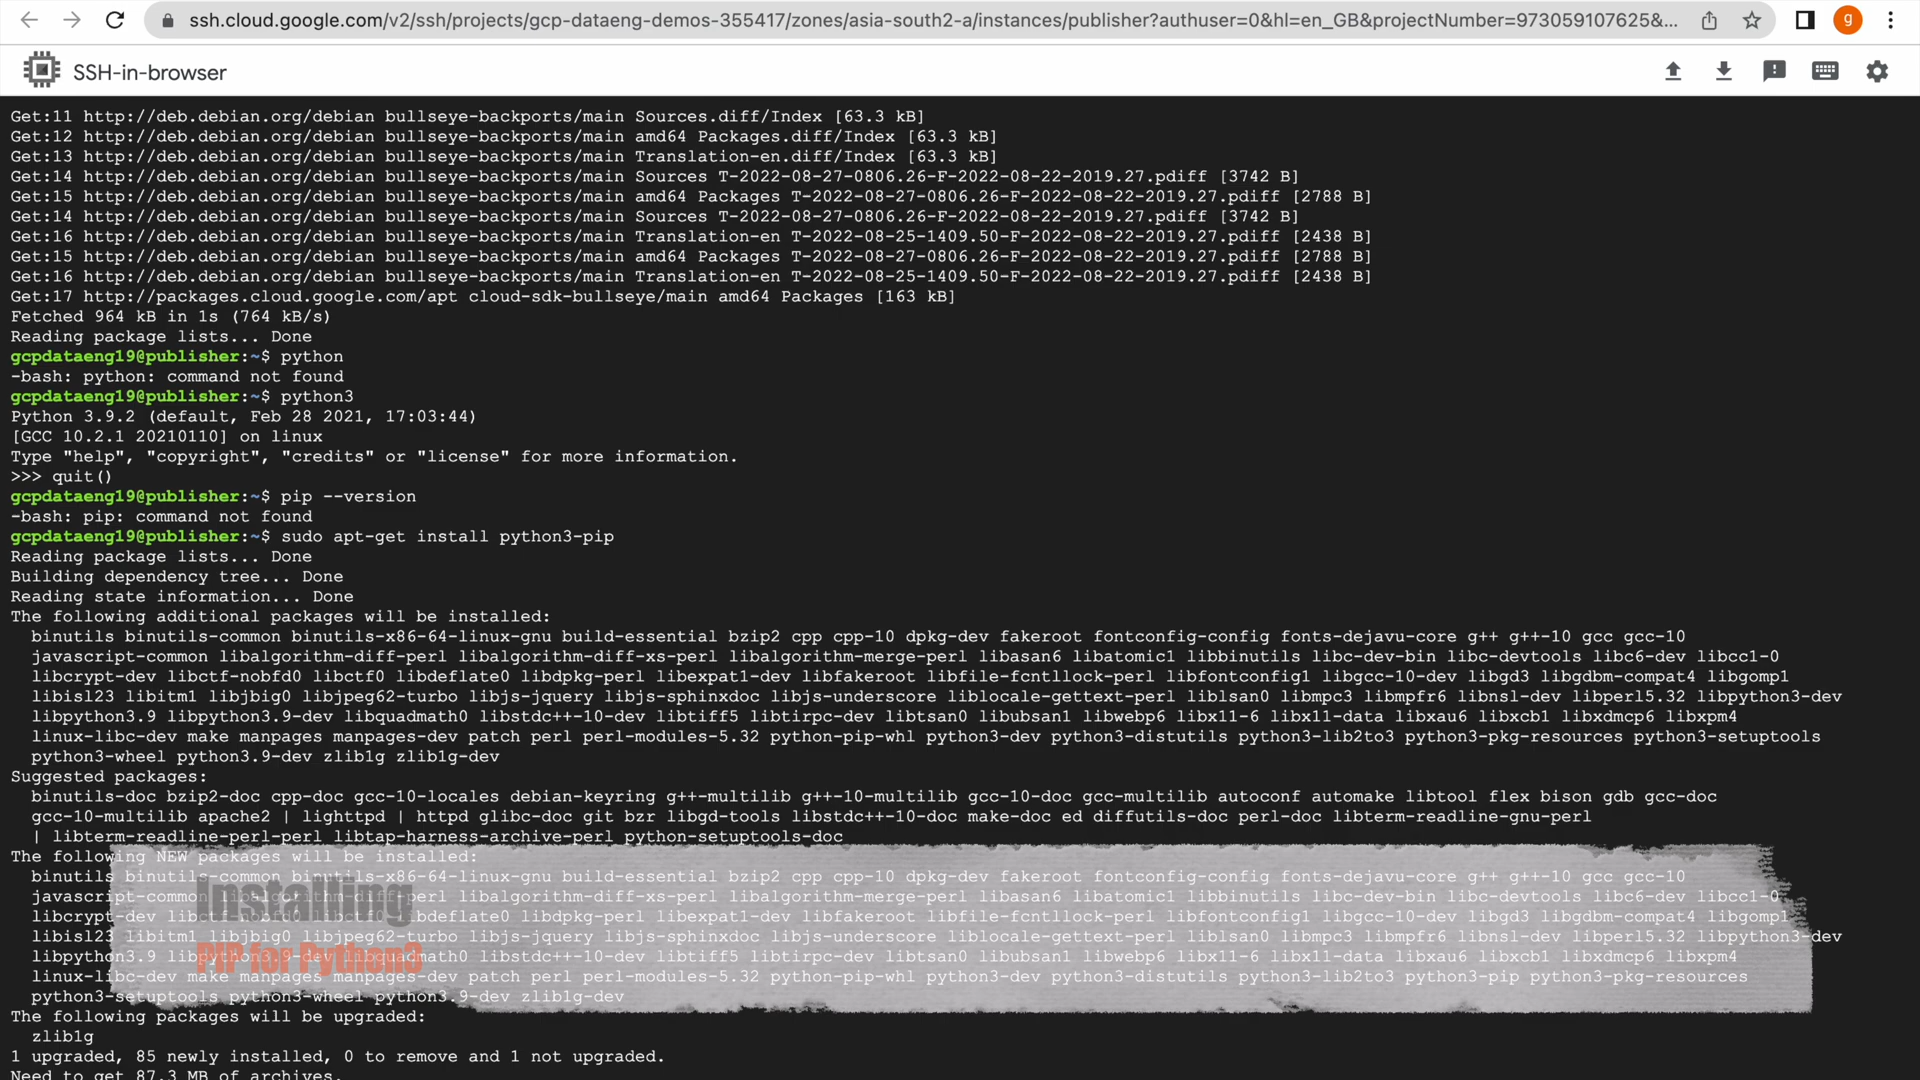 ssh.cloud.google.com/v2/ssh/projects/gcp-dataeng-demos-355417/zones/asia-south2-a/instances/publisher?authuser=0&hl=en_GB&projectNumber=973059107625&...
g
SSH-in-browser
Get:11 http://deb.debian.org/debian bullseye-backports/main Sources.diff/Index [63.3 kB]
Get:12 http://deb.debian.org/debian bullseye-backports/main amd64 Packages.diff/Index [63.3 kB]
Get:13 http://deb.debian.org/debian bullseye-backports/main Translation-en.diff/Index [63.3 kB]
Get:14 http://deb.debian.org/debian bullseye-backports/main Sources T-2022-08-27-0806.26-F-2022-08-22-2019.27.pdiff [3742 B]
Get:15 http://deb.debian.org/debian bullseye-backports/main amd64 Packages T-2022-08-27-0806.26-F-2022-08-22-2019.27.pdiff [2788 B]
Get:14 http://deb.debian.org/debian bullseye-backports/main Sources T-2022-08-27-0806.26-F-2022-08-22-2019.27.pdiff [3742 B]
Get:16 http://deb.debian.org/debian bullseye-backports/main Translation-en T-2022-08-25-1409.50-F-2022-08-22-2019.27.pdiff [2438 B]
Get:15 http://deb.debian.org/debian bullseye-backports/main amd64 Packages T-2022-08-27-0806.26-F-2022-08-22-2019.27.pdiff [2788 B]
Get:16 http://deb.debian.org/debian bullseye-backports/main Translation-en T-2022-08-25-1409.50-F-2022-08-22-2019.27.pdiff [2438 B]
Get:17 http://packages.cloud.google.com/apt cloud-sdk-bullseye/main amd64 Packages [163 kB]
Fetched 964 kB in 1s (764 kB/s)
Reading package lists... Done
gcpdataeng19@publisher:~$ python
-bash: python: command not found
gcpdataeng19@publisher:~$ python3
Python 3.9.2 (default, Feb 28 2021, 17:03:44)
[GCC 10.2.1 20210110] on linux
Type "help", "copyright", "credits" or "license" for more information.
>>> quit()
gcpdataeng19@publisher:~$ pip --version
-bash: pip: command not found
gcpdataeng19@publisher:~$ sudo apt-get install python3-pip
Reading package lists... Done
Building dependency tree... Done
Reading state information... Done
The following additional packages will be installed:
binutils binutils-common binutils-x86-64-linux-gnu build-essential bzip2 cpp cpp-10 dpkg-dev fakeroot fontconfig-config fonts-dejavu-core g++ g++-10 gcc gcc-10
javascript-common libalgorithm-diff-perl libalgorithm-diff-xs-perl libalgorithm-merge-perl libasan6 libatomic1 libbinutils libc-dev-bin libc-devtools libc6-dev libcc1-0
libcrypt-dev libctf-nobfd0 libctf0 libdeflate0 libdpkg-perl libexpat1-dev libfakeroot libfile-fcntllock-perl libfontconfig1 libgcc-10-dev libgd3 libgdbm-compat4 libgomp1
libisl23 libitm1 libjbig0 libjpeg62-turbo libjs-jquery libjs-sphinxdoc libjs-underscore liblocale-gettext-perl liblsan0 libmpc3 libmpfr6 libnsl-dev libperl5.32 libpython3-dev
libpython3.9 libpython3.9-dev libquadmath0 libstdc++-10-dev libtiff5 libtirpc-dev libtsan0 libubsan1 libwebp6 libx11-6 libx11-data libxau6 libxcb1 libxdmcp6 libxpm4
linux-libc-dev make manpages manpages-dev patch perl perl-modules-5.32 python-pip-whl python3-dev python3-distutils python3-lib2to3 python3-pkg-resources python3-setuptools
python3-wheel python3.9-dev zlib1g zlib1g-dev
Suggested packages:
binutils-doc bzip2-doc cpp-doc gcc-10-locales debian-keyring g++-multilib g++-10-multilib gcc-10-doc gcc-multilib autoconf automake libtool flex bison gdb gcc-doc
gcc-10-multilib apache2 | lighttpd | httpd glibc-doc git bzr libgd-tools libstdc++-10-doc make-doc ed diffutils-doc perl-doc libterm-readline-gnu-perl
| libterm-readline-perl-perl libtap-harness-archive-perl python-setuptools-doc
The following NEW packages will be installed:
binutils binutils-common binutils-x86-64-linux-gnu build-essential bzip2 cpp cpp-10 dpkg-dev fakeroot fontconfig-config fonts-dejavu-core g++ g++-10 gcc gcc-10
Installing
javascript-common libalgorithm-diff-perl libalgorithm-diff-xs-perl libalgorithm-merge-perl libasan6 libatomic1 libbinutils libc-dev-bin libc-devtools libc6-dev libcc1-0
libcrypt-dev libdpkg-perl libexpat1-dev libfakeroot libfile-fcntllock-perl libfontconfig1 libgcc-10-dev libgd3 libgdbm-compat4 libgomp1
libisl23 libitm1 libjbig0 libjpeg62-turbo libjs-jquery libjs-sphinxdoc libjs-underscore liblocale-gettext-perl liblsan0 libmpc3 libmpfr6 libnsl-dev libperl5.32 libpython3-dev
PIP for Python3
libpython3.9 libpython3.9-dev libquadmath0 libstdc++-10-dev libtiff5 libtirpc-dev libtsan0 libubsan1 libwebp6 libx11-6 libx11-data libxau6 libxcb1 libxdmcp6 libxpm4
linux-libc-dev make manpages manpages-dev patch perl perl-modules-5.32 python-pip-whl python3-dev python3-distutils python3-lib2to3 python3-pip python3-pkg-resources
python3-setuptools python3-wheel python3.9-dev zlib1g-dev
The following packages will be upgraded:
zlib1g
1 upgraded, 85 newly installed, 0 to remove and 1 not upgraded.
Need to get 87.3 MB of archives.